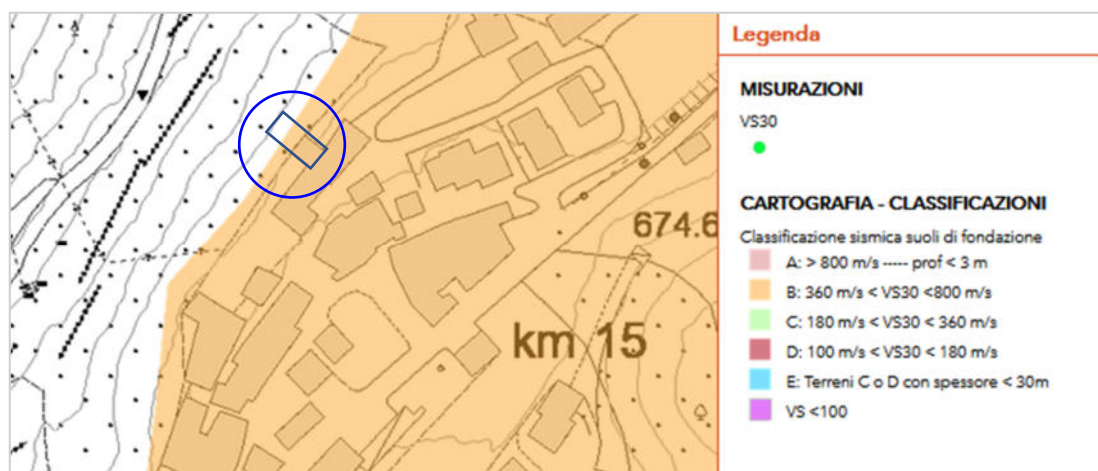 674.6
km 15
Legenda
MISURAZIONI
VS30
CARTOGRAFIA - CLASSIFICAZIONI
Classificazione sismica suoli di fondazione
A: > 800 m/s ----- prof < 3 m
B: 360 m/s < VS30 <800 m/s
C: 180 m/s < VS30 < 360 m/s
D: 100 m/s < VS30 < 180 m/s
E: Terreni C o D con spessore < 30m
VS <100